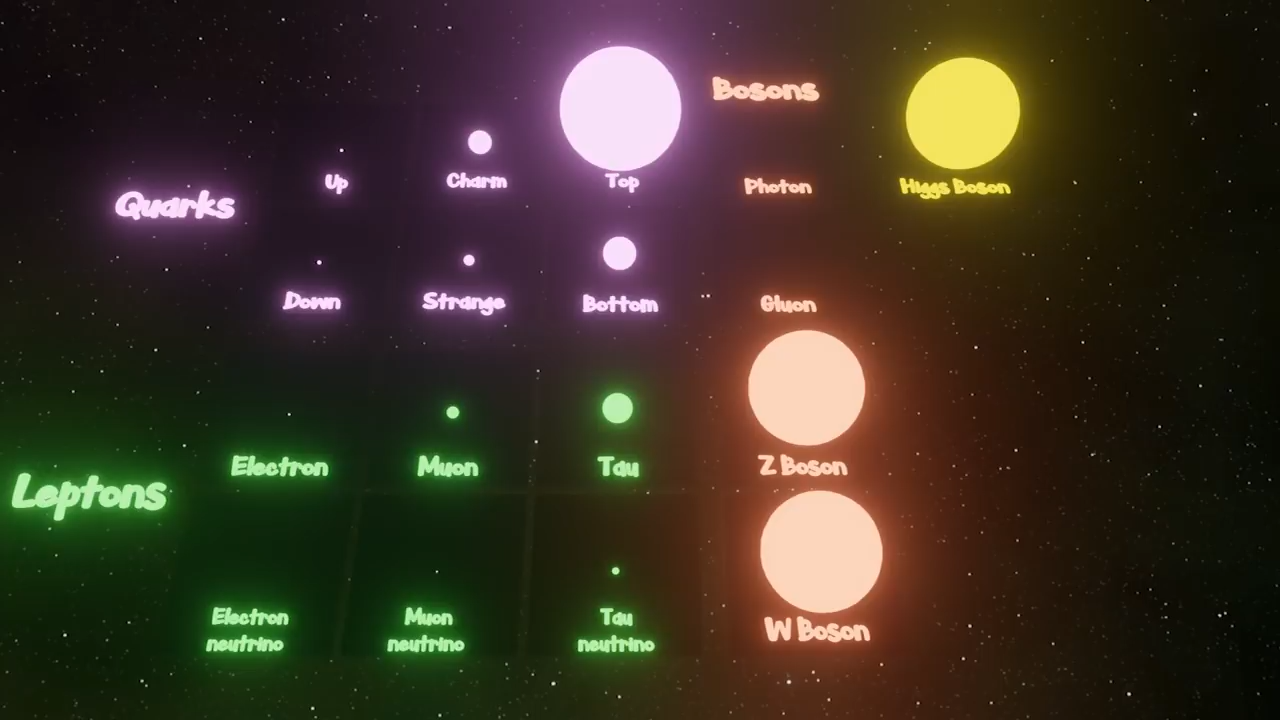 Bosons
Up
Charm
Top
Photon
Higgs Boson
Quarks
Down
Strange
Bottom
Gluon
Electron
Muon
Tau
Z Boson
Leptons
Electron
neutrino
Muon
neutrino
Tau
neutrino
W Boson